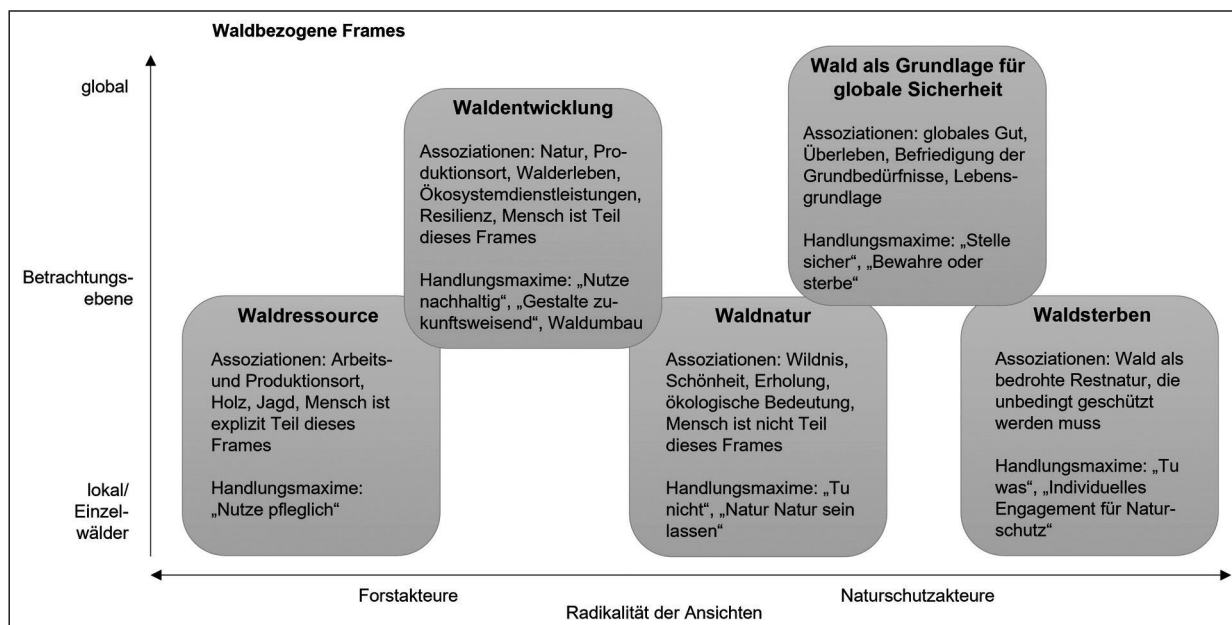 Waldbezogene Frames
global
Betrachtungs-
ebene
lokal/
Einzel-
wälder
Waldressource
Assoziationen: Arbeits-
und Produktionsort,
Holz, Jagd, Mensch ist
explizit Teil dieses
Frames
Handlungsmaxime:
„Nutze pfleglich“
Waldentwicklung
Assoziationen: Natur, Pro-
duktionsort, Walderleben,
Ökosystemdienstleistungen,
Resilienz, Mensch ist Teil
dieses Frames
Handlungsmaxime: „Nutze
nachhaltig“, „Gestalte zu-
kunftsweisend“, Waldumbau
Waldnatur
Assoziationen: Wildnis,
Schönheit, Erholung,
ökologische Bedeutung,
Mensch ist nicht Teil
dieses Frames
Handlungsmaxime: „Tu
nicht“, „Natur Natur sein
lassen“
Wald als Grundlage für
globale Sicherheit
Assoziationen: globales Gut,
Überleben, Befriedigung der
Grundbedürfnisse, Lebens-
grundlage
Handlungsmaxime: „Stelle
sicher“, „Bewahre oder
sterbe“
Waldsterben
Assoziationen: Wald als
bedrohte Restnatur, die
unbedingt geschützt
werden muss
Handlungsmaxime: „Tu
was“, „Individuelles
Engagement für Natur-
schutz“
Forstakteure
Naturschutzakteure
Radikalität der Ansichten